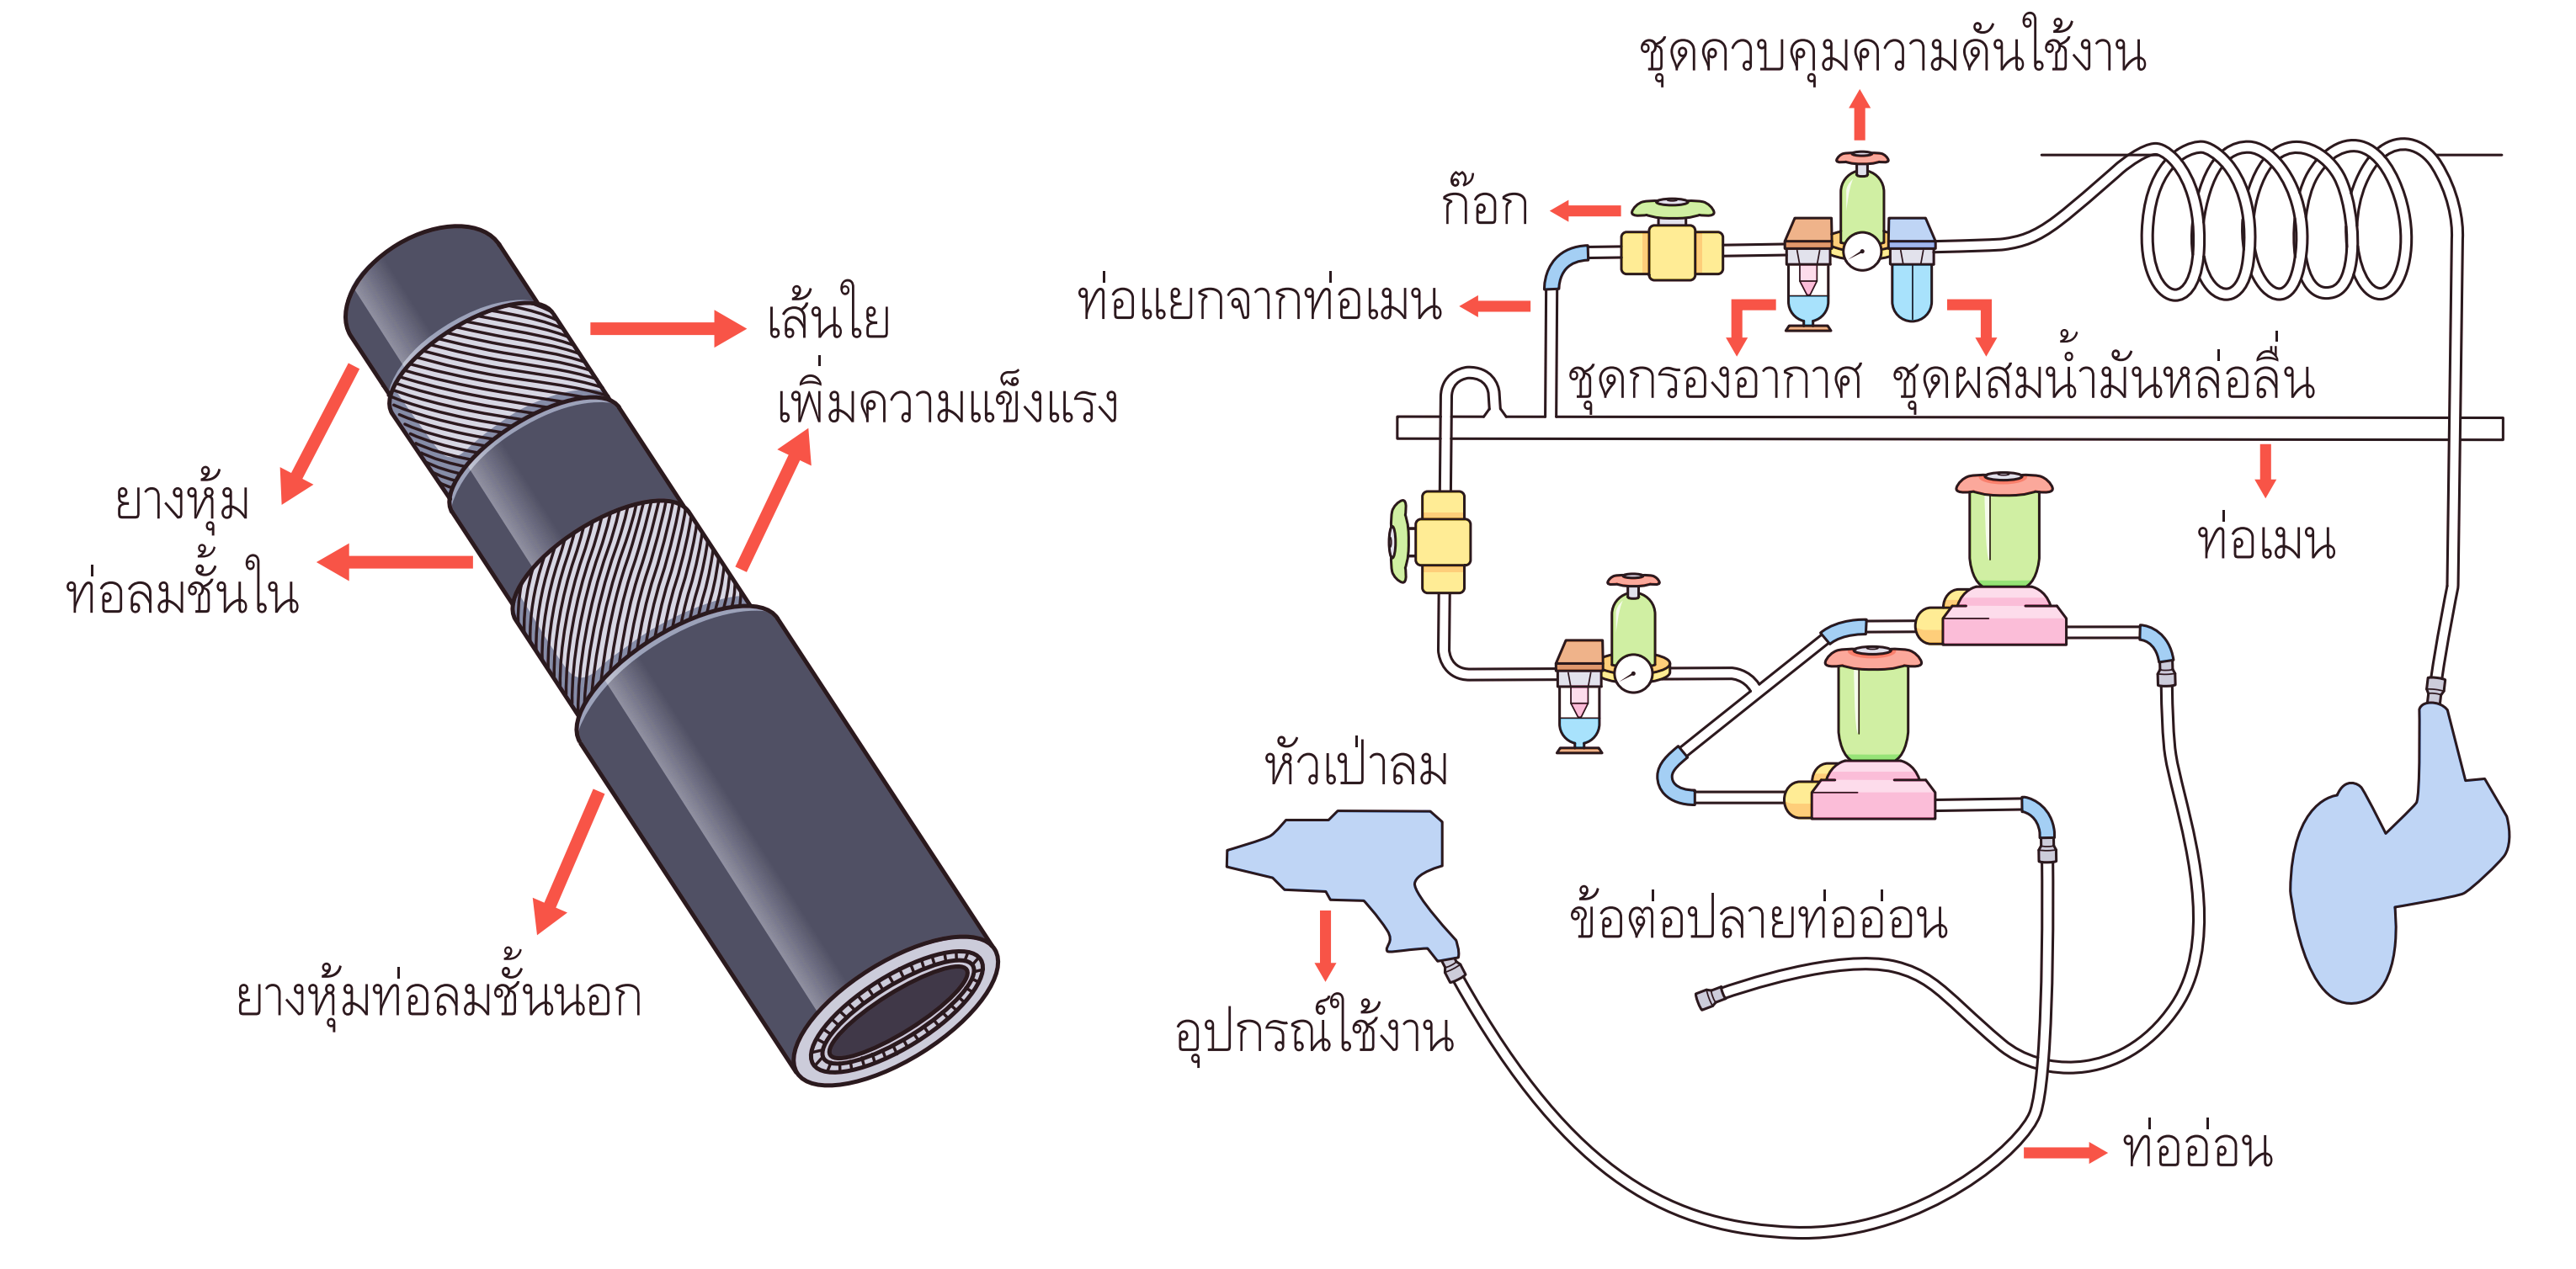 เส้นใย
เพิ่มความแข็งแรง
ยางหุ้ม
ท่อลมชั้นใน
ยางหุ้มท่อลมชั้นนอก
ชุดควบคุมความดันใช้งาน
ก๊อก
ท่อแยกจากท่อเมน
ชุดกรองอากาศ
ชุดผสมน้ำมันหล่อลื่น
ท่อเมน
หัวเป่าลม
ข้อต่อปลายท่ออ่อน
อุปกรณ์ใช้งาน
ท่ออ่อน